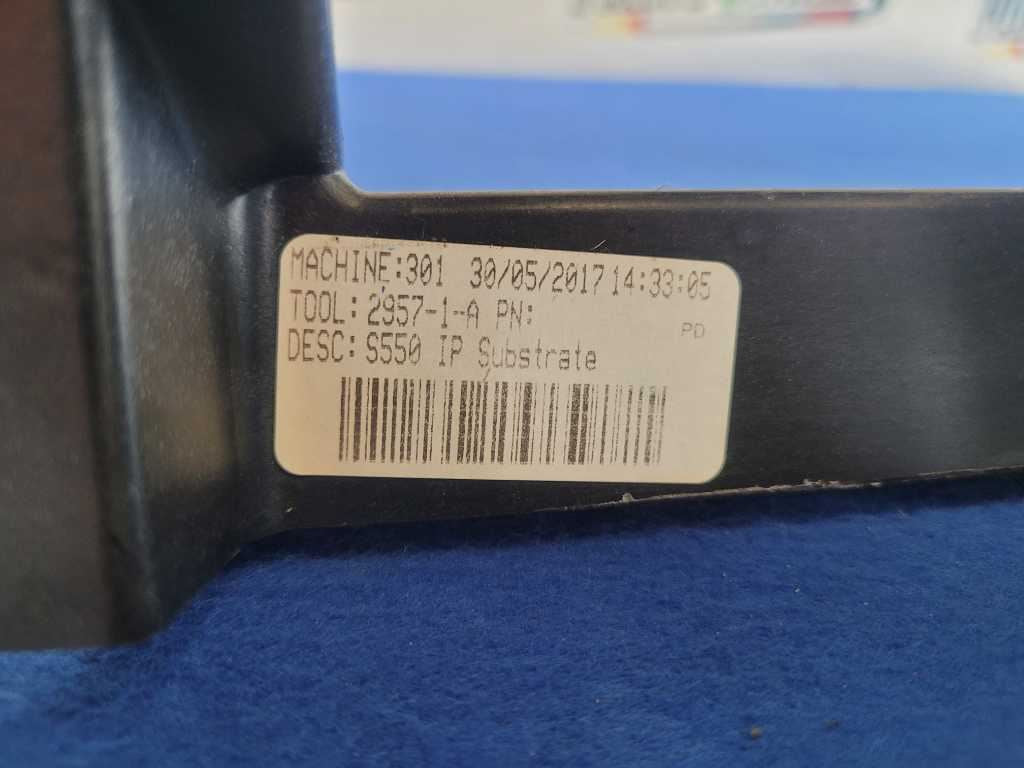 MACHINE:301 30/05/2017 14:33:05
TOOL: 2957-1-A PN:
PD
DESC: S550 IP Substrate